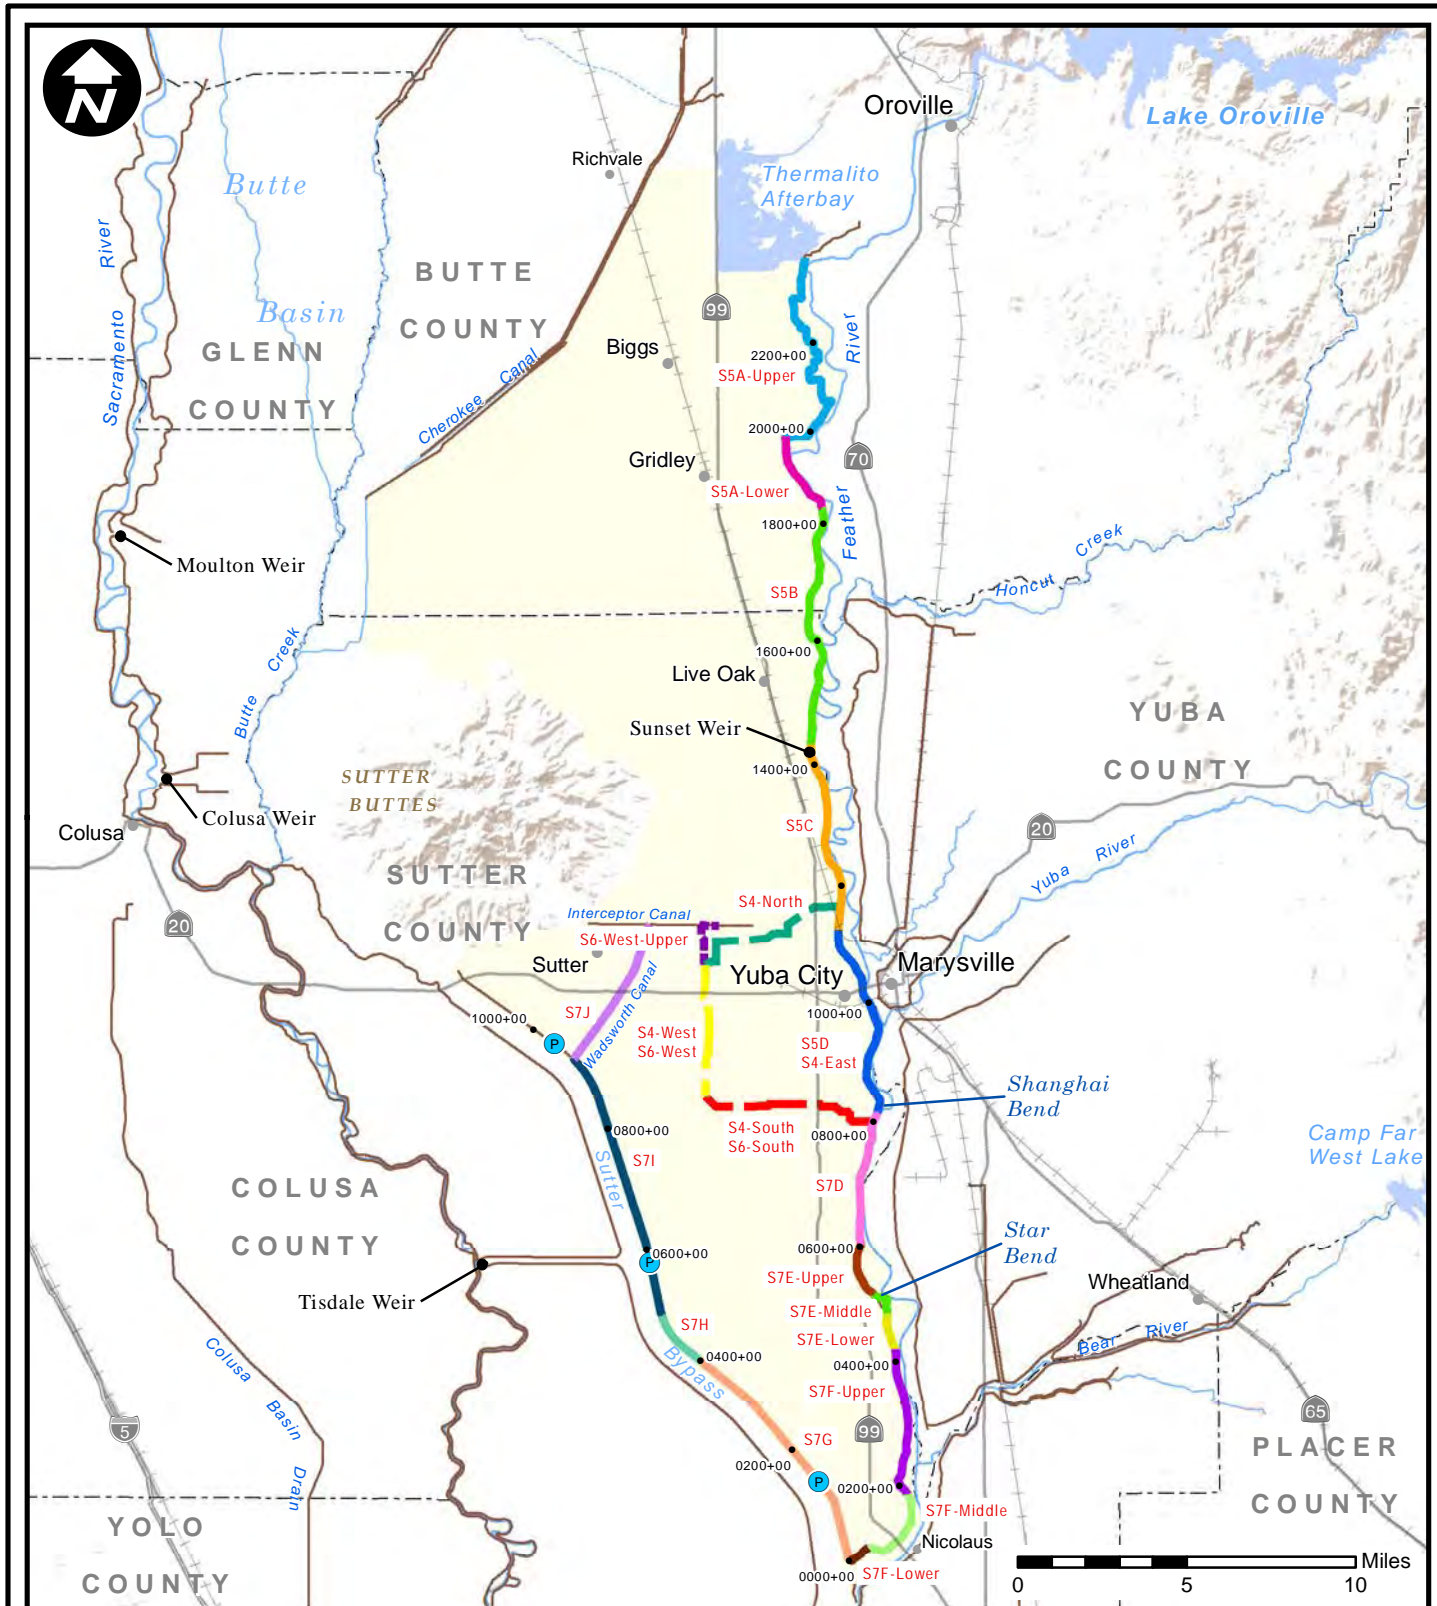 N
Oroville
Lake Oroville
Richvale
Thermalito
Afterbay
Butte
Basin
Sacramento River
BUTTE
COUNTY
99
GLENN
COUNTY
Biggs
2200+00
S5A-Upper
River
Cherokee Canal
2000+00
Gridley
70
S5A-Lower
1800+00
Feather
Moulton Weir
Honcut Creek
S5B
Butte Creek
1600+00
Live Oak
YUBA
COUNTY
Sunset Weir
1400+00
SUTTER
BUTTES
Colusa Weir
Colusa
S5C
20
Yuba River
SUTTER
COUNTY
S4-North
Interceptor Canal
20
S6-West-Upper
Sutter
Yuba City
Marysville
Wadsworth Canal
1000+00
P
S7J
1000+00
S4-West
S6-West
S5D
S4-East
Shanghai
Bend
0800+00
S4-South
S6-South
0800+00
Camp Far
West Lake
S7I
Sutter
S7D
COLUSA
COUNTY
Star
Bend
0600+00
P
0600+00
S7E-Upper
Wheatland
Tisdale Weir
S7E-Middle
S7H
S7E-Lower
Bear River
Colusa Basin Drain
0400+00
Bypass
0400+00
S7F-Upper
65
5
99
S7G
PLACER
COUNTY
0200+00
P
0200+00
S7F-Middle
YOLO
COUNTY
Nicolaus
Miles
0000+00
S7F-Lower
0 5 10